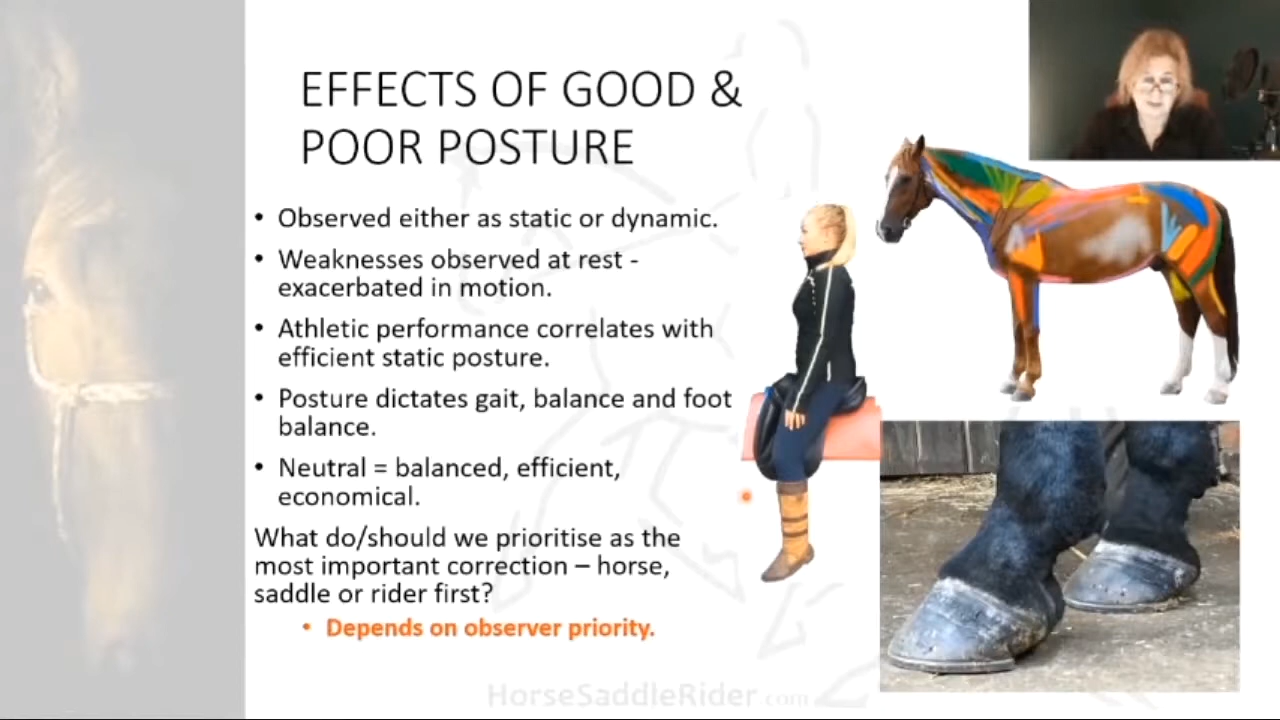 EFFECTS OF GOOD &
POOR POSTURE
• Observed either as static or dynamic.
• Weaknesses observed at rest -
exacerbated in motion.
• Athletic performance correlates with
efficient static posture.
• Posture dictates gait, balance and foot
balance.
• Neutral = balanced, efficient,
economical.
What do/should we prioritise as the
most important correction – horse,
saddle or rider first?
• Depends on observer priority.
HorseSaddleRider.com